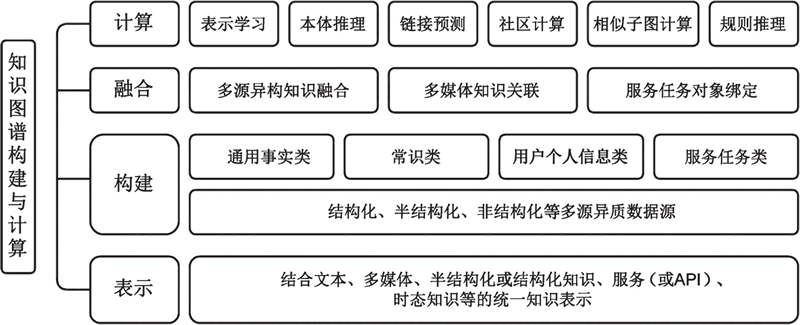 知识图谱构建与计算
计算
表示学习
本体推理
链接预测
社区计算
相似子图计算
规则推理
融合
多源异构知识融合
多媒体知识关联
服务任务对象绑定
构建
通用事实类
常识类
用户个人信息类
服务任务类
结构化、半结构化、非结构化等多源异质数据源
表示
结合文本、多媒体、半结构化或结构化知识、服务（或API）、
时态知识等的统一知识表示